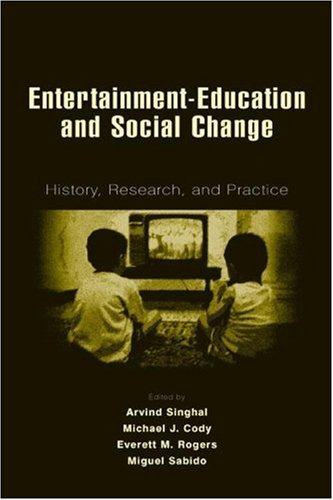 Entertainment-Education
and Social Change
History, Research, and Practice
Edited by
Arvind Singhal
Michael J. Cody
Everett M. Rogers
Miguel Sabido